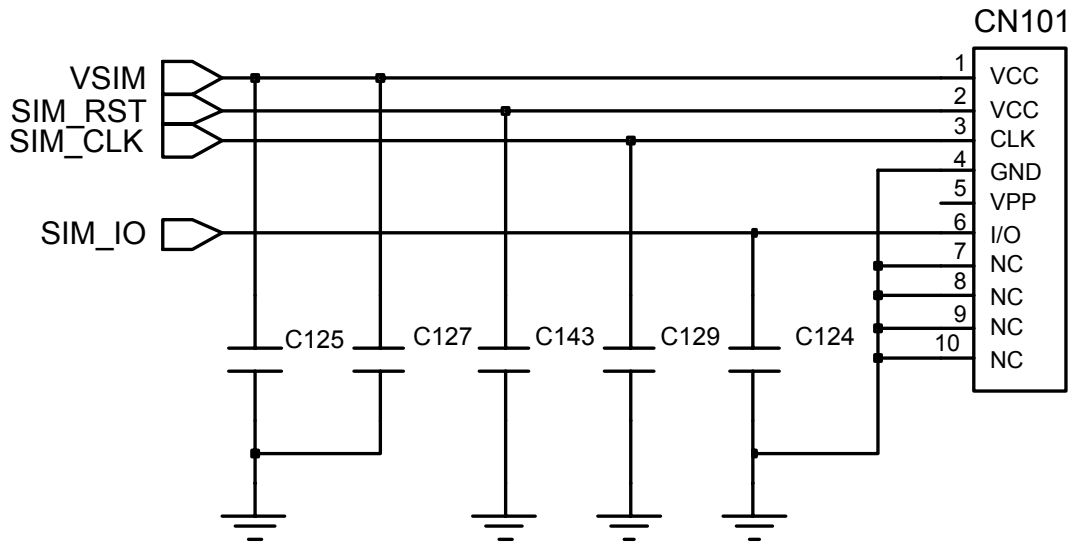 CN101
VSIM 1 VCC
SIM_RST 2 VCC
SIM_CLK 3 CLK
4 GND
5 VPP
SIM_IO 6 I/O
7 NC
8 NC
9 NC
10 NC
C125 C127 C143 C129 C124